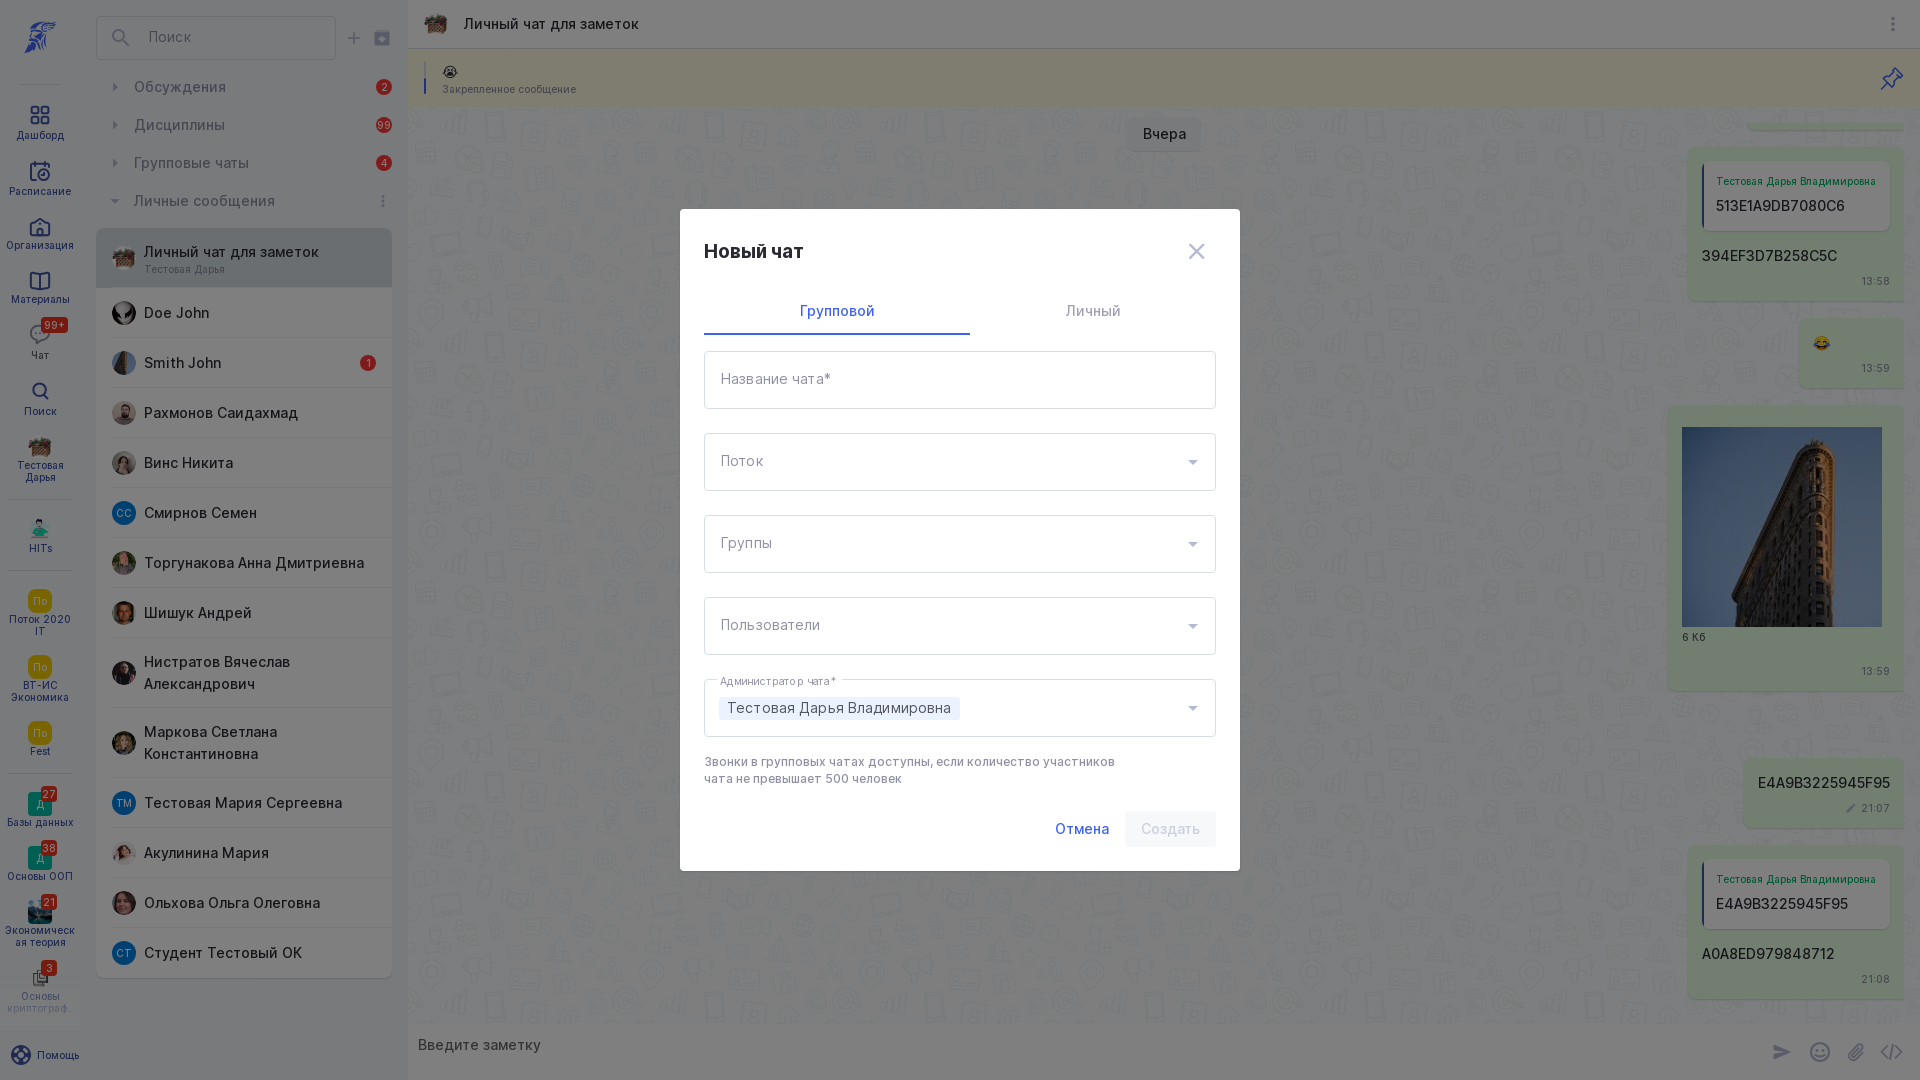 Дашборд
Расписание
Организация
Материалы
99+
Чат
Поиск
Тестовая
Дарья
HITs
По
Поток 2020
IT
По
ВТ-ИС
Экономика
По
Fest
27
Д
Базы данных
38
Д
Основы ООП
21
Экономическ
ая теория
3
Основы
криптограф...
Помощь
Поиск
Обсуждения
2
Дисциплины
99
Групповые чаты
4
Личные сообщения
Личный чат для заметок
Тестовая Дарья
Doe John
Smith John
1
Рахмонов Саидахмад
Винс Никита
СС
Смирнов Семен
Торгунакова Анна Дмитриевна
Шишук Андрей
Нистратов Вячеслав
Александрович
Маркова Светлана
Константиновна
ТМ
Тестовая Мария Сергеевна
Акулинина Мария
Ольхова Ольга Олеговна
СТ
Студент Тестовый ОК
Личный чат для заметок
😭
Закрепленное сообщение
Вчера
Тестовая Дарья Владимировна
513E1A9DB7080C6
394EF3D7B258C5C
13:58
😂
13:59
6 Кб
13:59
E4A9B3225945F95
21:07
Тестовая Дарья Владимировна
E4A9B3225945F95
A0A8ED979848712
21:08
Введите заметку
Новый чат
Групповой
Личный
Название чата*
Поток
Группы
Пользователи
Администратор чата*
Тестовая Дарья Владимировна
Звонки в групповых чатах доступны, если количество участников
чата не превышает 500 человек
Отмена
Создать